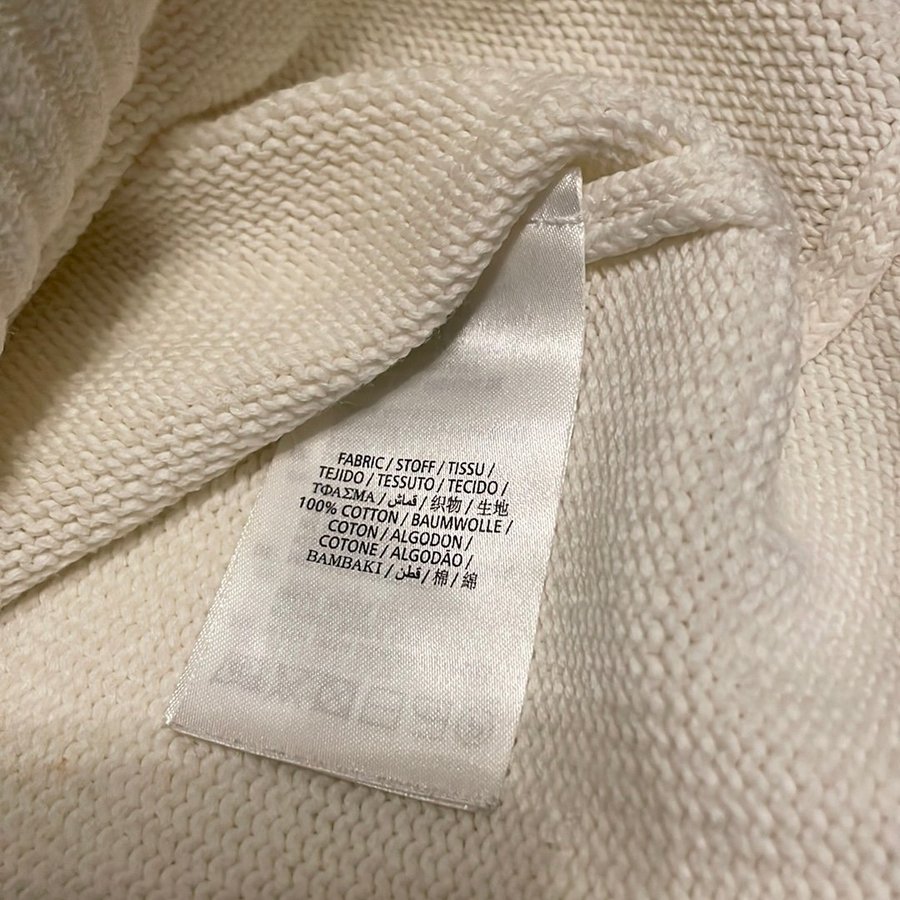 FABRIC / STOFF / TISSU /
TEJIDO / TESSUTO / TECIDO /
ΤΦΑΣΜΑ / قماش / 织物 / 生地
100% COTTON / BAUMWOLLE /
COTON / ALGODON /
COTONE / ALGODÃO /
BAMBAKI / قطن / 棉 / 綿